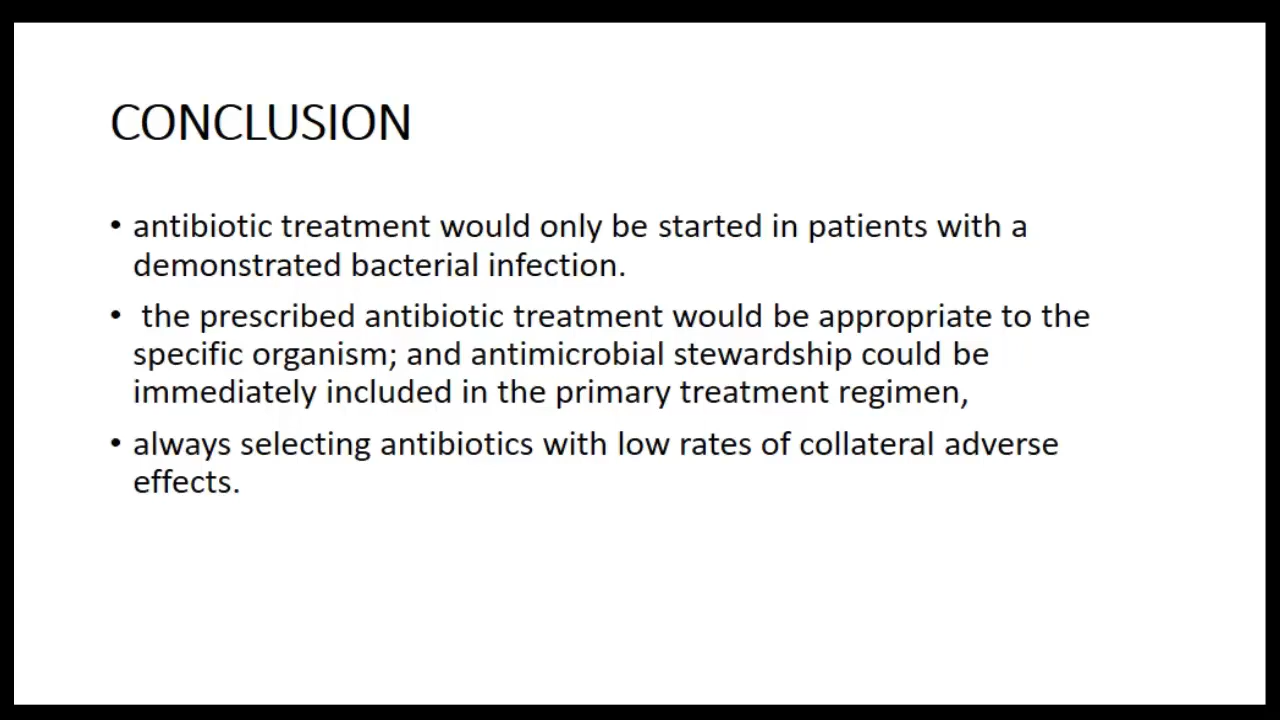 CONCLUSION
• antibiotic treatment would only be started in patients with a
demonstrated bacterial infection.
• the prescribed antibiotic treatment would be appropriate to the
specific organism; and antimicrobial stewardship could be
immediately included in the primary treatment regimen,
• always selecting antibiotics with low rates of collateral adverse
effects.